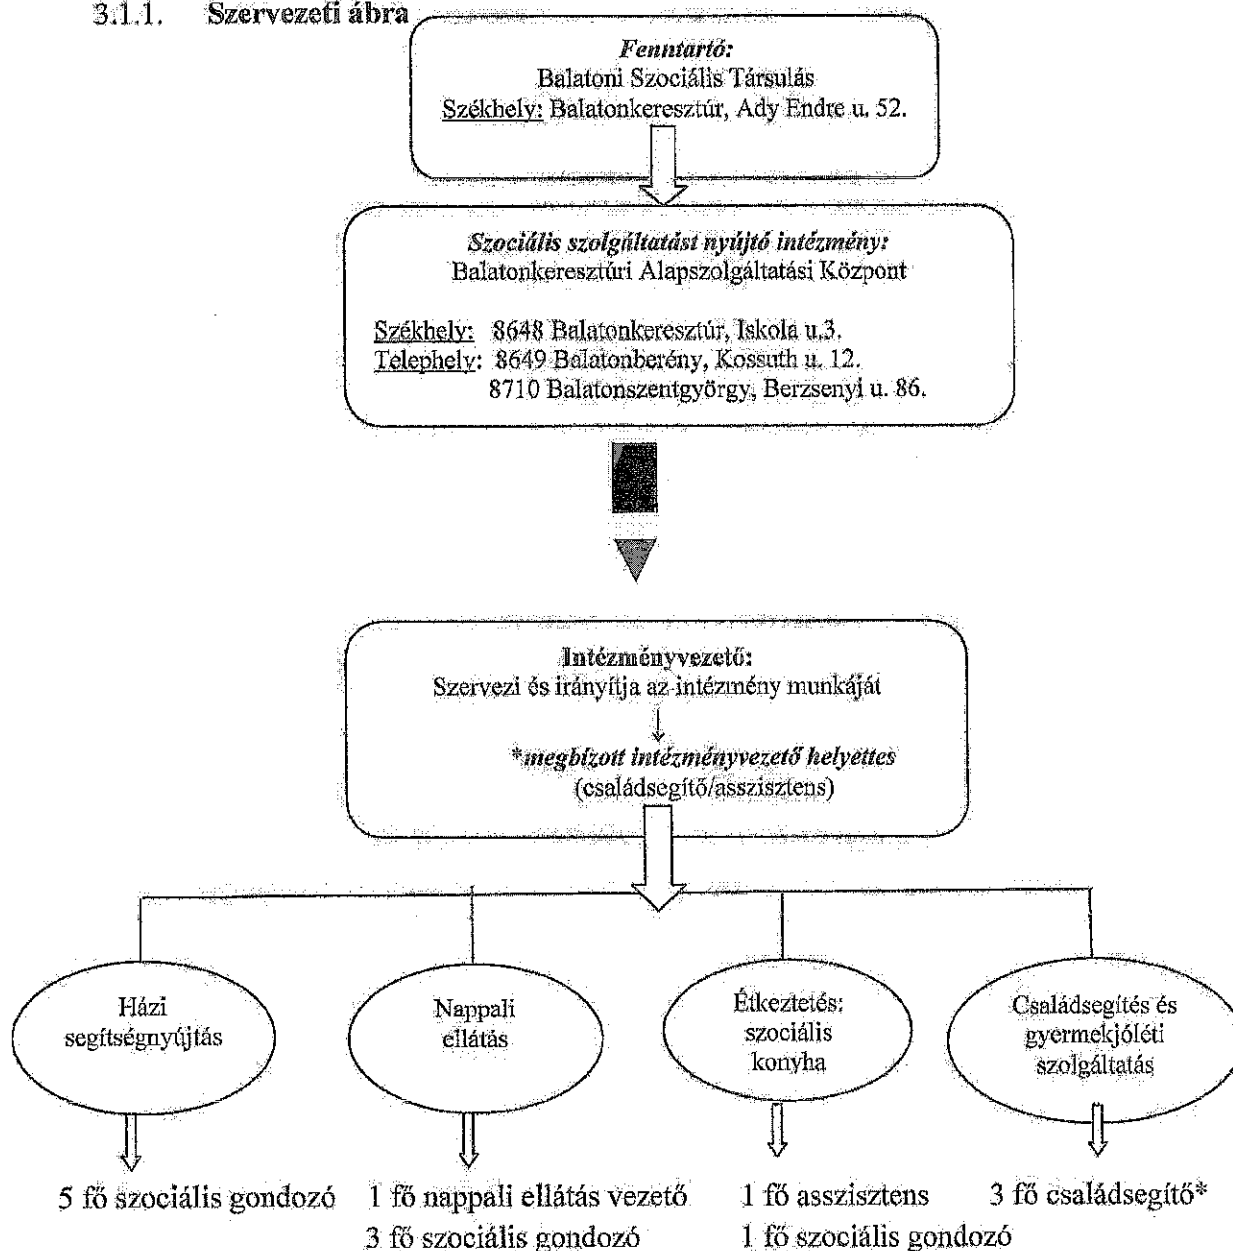 3.1.1. Szervezeti ábra
Fenntartó:
Balatoni Szociális Társulás
Székhely: Balatonkeresztúr, Ady Endre u. 52.
Szociális szolgáltatást nyújtó intézmény:
Balatonkeresztúri Alapszolgáltatási Központ
Székhely: 8648 Balatonkeresztúr, Iskola u.3.
Telephely: 8649 Balatonberény, Kossuth u. 12.
8710 Balatonszentgyörgy, Berzsenyi u. 86.
Intézményvezető:
Szervezi és irányítja az intézmény munkáját
*megbízott intézményvezető helyettes
(családsegítő/asszisztens)
Házi
segítségnyújtás
Nappali
ellátás
Étkeztetés:
szociális
konyha
Családsegítés és
gyermekjóléti
szolgáltatás
5 fő szociális gondozó
1 fő nappali ellátás vezető
3 fő szociális gondozó
1 fő asszisztens
1 fő szociális gondozó
3 fő családsegítő*